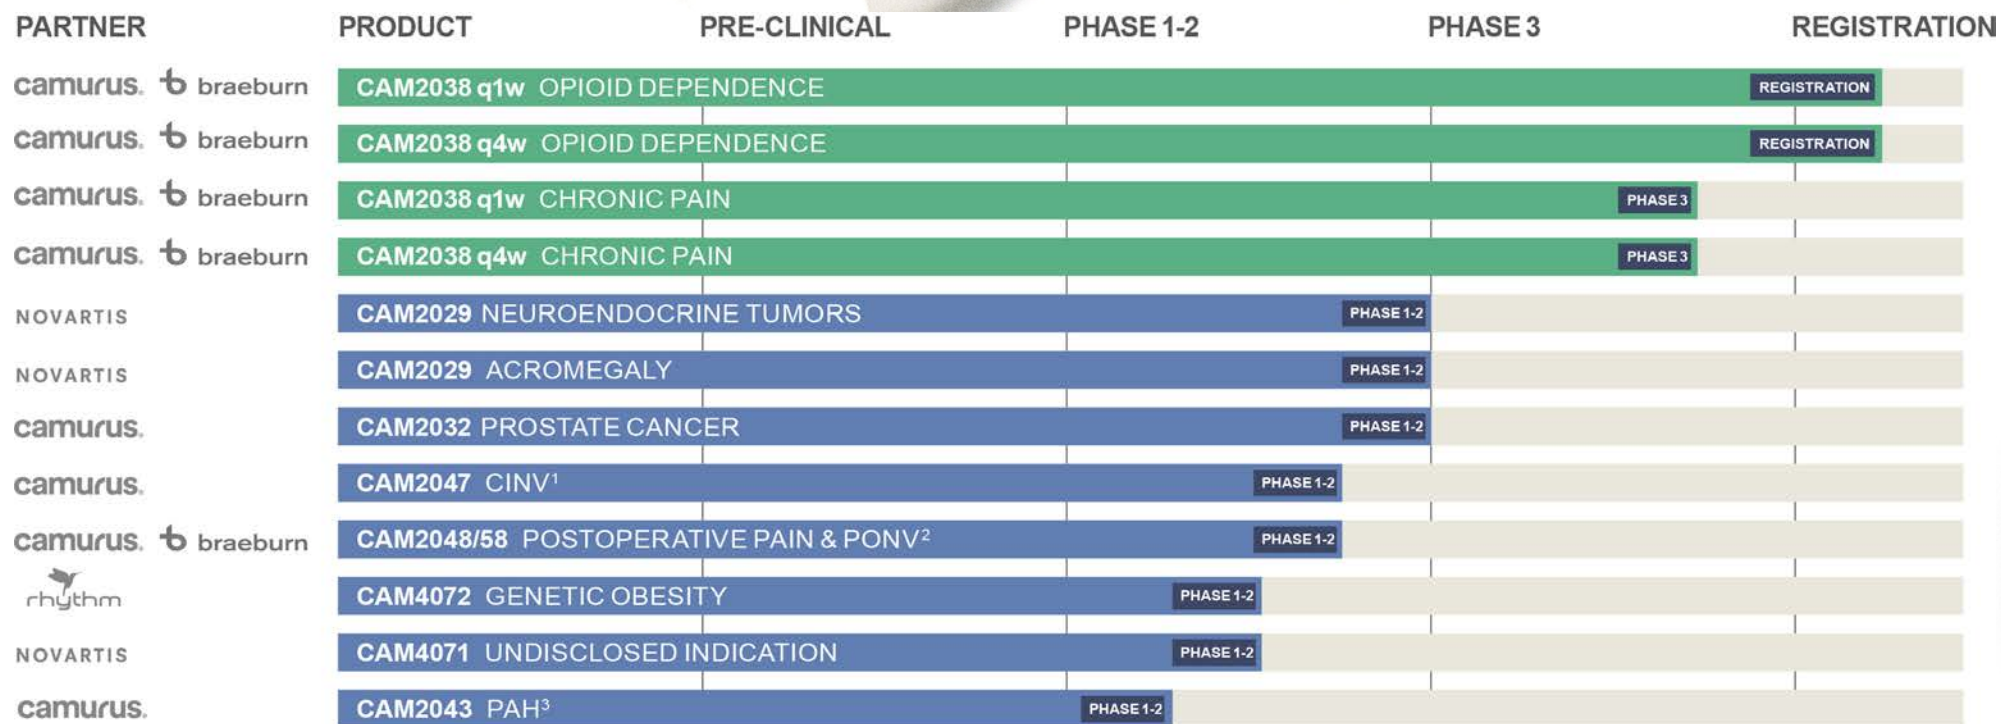 PARTNER PRODUCT PRE-CLINICAL PHASE 1-2 PHASE 3 REGISTRATION
camurus. braeburn CAM2038 q1w OPIOID DEPENDENCE REGISTRATION
camurus. braeburn CAM2038 q4w OPIOID DEPENDENCE REGISTRATION
camurus. braeburn CAM2038 q1w CHRONIC PAIN PHASE 3
camurus. braeburn CAM2038 q4w CHRONIC PAIN PHASE 3
NOVARTIS CAM2029 NEUROENDOCRINE TUMORS PHASE 1-2
NOVARTIS CAM2029 ACROMEGALY PHASE 1-2
camurus. CAM2032 PROSTATE CANCER PHASE 1-2
camurus. CAM2047 CINV¹ PHASE 1-2
camurus. braeburn CAM2048/58 POSTOPERATIVE PAIN & PONV² PHASE 1-2
rhythm CAM4072 GENETIC OBESITY PHASE 1-2
NOVARTIS CAM4071 UNDISCLOSED INDICATION PHASE 1-2
camurus. CAM2043 PAH³ PHASE 1-2